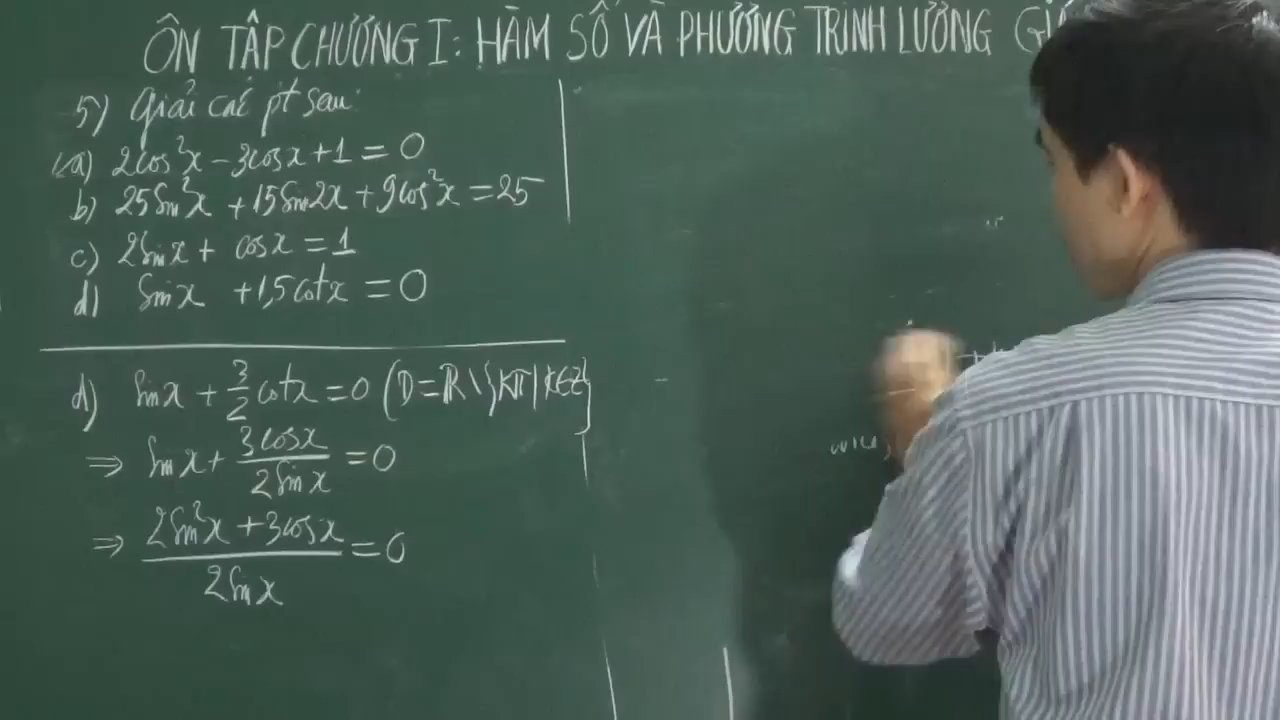 ÔN TẬP CHƯƠNG I: HÀM SỐ VÀ PHƯƠNG TRÌNH LƯỢNG
5) Giải các pt sau:
a) 2cos²x - 3cosx + 1 = 0
b) 25sin²x + 15sin2x + 9cos²x = 25
c) 2sinx + cosx = 1
d) sinx + 1,5cotx = 0
d) sinx + 3/2 cotx = 0 (D = ℝ \ {kπ | k∈Z}
⇒ sinx + 3cosx/2sinx = 0
⇒ 2sin²x + 3cosx/2sinx = 0